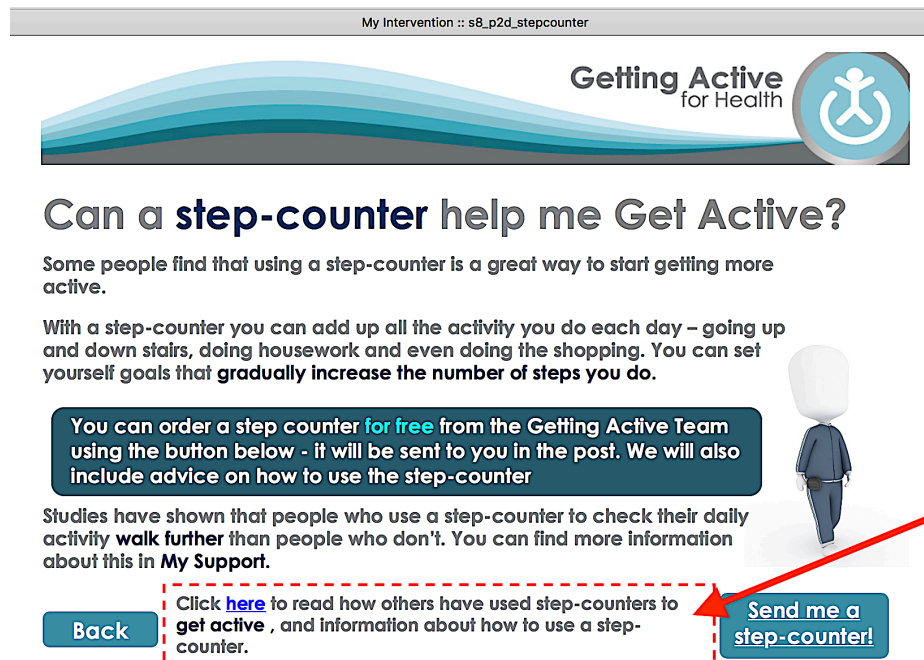 My Intervention :: s8_p2d_stepcounter
Getting Active
for Health
Can a step-counter help me Get Active?
Some people find that using a step-counter is a great way to start getting more
active.
With a step-counter you can add up all the activity you do each day – going up
and down stairs, doing housework and even doing the shopping. You can set
yourself goals that gradually increase the number of steps you do.
You can order a step counter for free from the Getting Active Team
using the button below - it will be sent to you in the post. We will also
include advice on how to use the step-counter
Studies have shown that people who use a step-counter to check their daily
activity walk further than people who don't. You can find more information
about this in My Support.
Back
Click here to read how others have used step-counters to
get active , and information about how to use a step-
counter.
Send me a
step-counter!